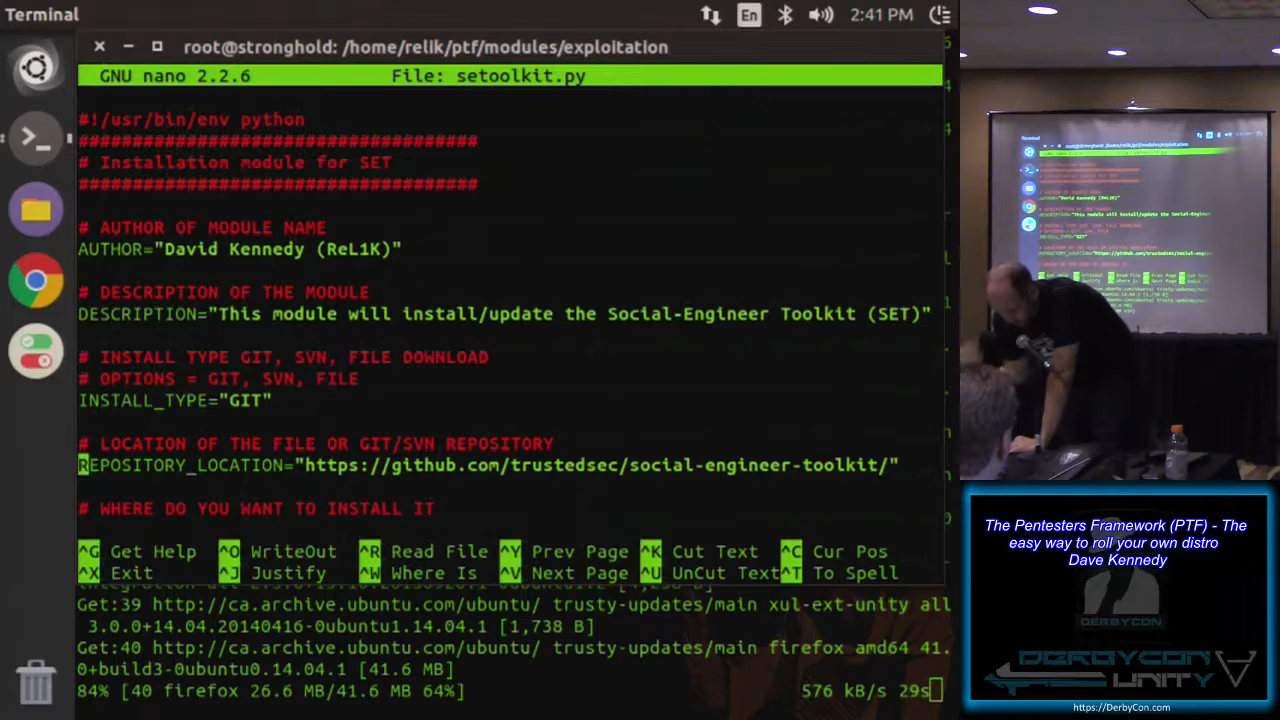 Terminal
En
2:41 PM
root@stronghold: /home/relik/ptf/modules/exploitation
GNU nano 2.2.6 File: setoolkit.py
#!/usr/bin/env python
#####################################
# Installation module for SET
#####################################
# AUTHOR OF MODULE NAME
AUTHOR="David Kennedy (ReL1K)"
# DESCRIPTION OF THE MODULE
DESCRIPTION="This module will install/update the Social-Engineer Toolkit (SET)"
# INSTALL TYPE GIT, SVN, FILE DOWNLOAD
# OPTIONS = GIT, SVN, FILE
INSTALL_TYPE="GIT"
# LOCATION OF THE FILE OR GIT/SVN REPOSITORY
REPOSITORY_LOCATION="https://github.com/trustedsec/social-engineer-toolkit/"
# WHERE DO YOU WANT TO INSTALL IT
^G Get Help ^O WriteOut ^R Read File ^Y Prev Page ^K Cut Text ^C Cur Pos
^X Exit ^J Justify ^W Where Is ^V Next Page ^U UnCut Text ^T To Spell
Get:39 http://ca.archive.ubuntu.com/ubuntu/ trusty-updates/main xul-ext-unity all
3.0.0+14.04.20140416-0ubuntu1.14.04.1 [1,738 B]
Get:40 http://ca.archive.ubuntu.com/ubuntu/ trusty-updates/main firefox amd64 41.
0+build3-0ubuntu0.14.04.1 [41.6 MB]
84% [40 firefox 26.6 MB/41.6 MB 64%] 576 kB/s 29s
The Pentesters Framework (PTF) - The
easy way to roll your own distro
Dave Kennedy
DERBYCON
DERBYCON
UNITY
https://DerbyCon.com